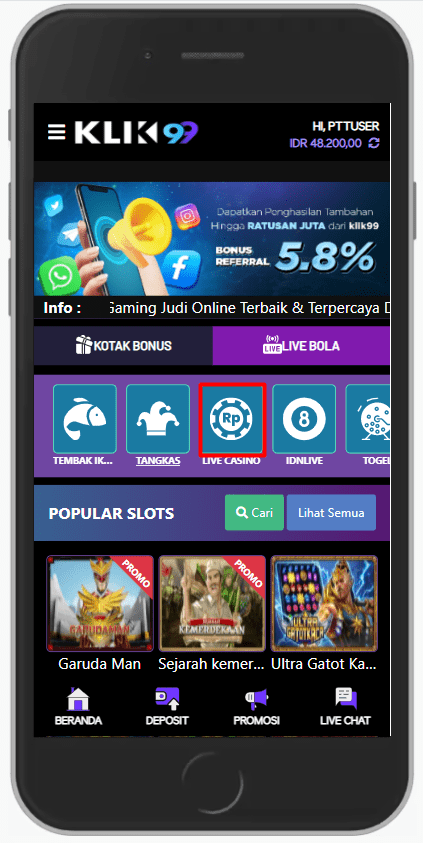 KLIK99
HI, PTTUSER
IDR 48.200,00
Dapatkan Penghasilan Tambahan
Hingga RATUSAN JUTA dari klik99
BONUS
REFERRAL
5.8%
Info :
Gaming Judi Online Terbaik & Terpercaya D
KOTAK BONUS
LIVE
LIVE BOLA
Rp
8
TEMBAK IK...
TANGKAS
LIVE CASINO
IDNLIVE
TOGEL
POPULAR SLOTS
Cari
Lihat Semua
PROMO
GARUDAMAN
PROMO
KEMERDEKAAN
ULTRA
GATOTKACA
Garuda Man
Sejarah kemer...
Ultra Gatot Ka...
BERANDA
DEPOSIT
PROMOSI
LIVE CHAT